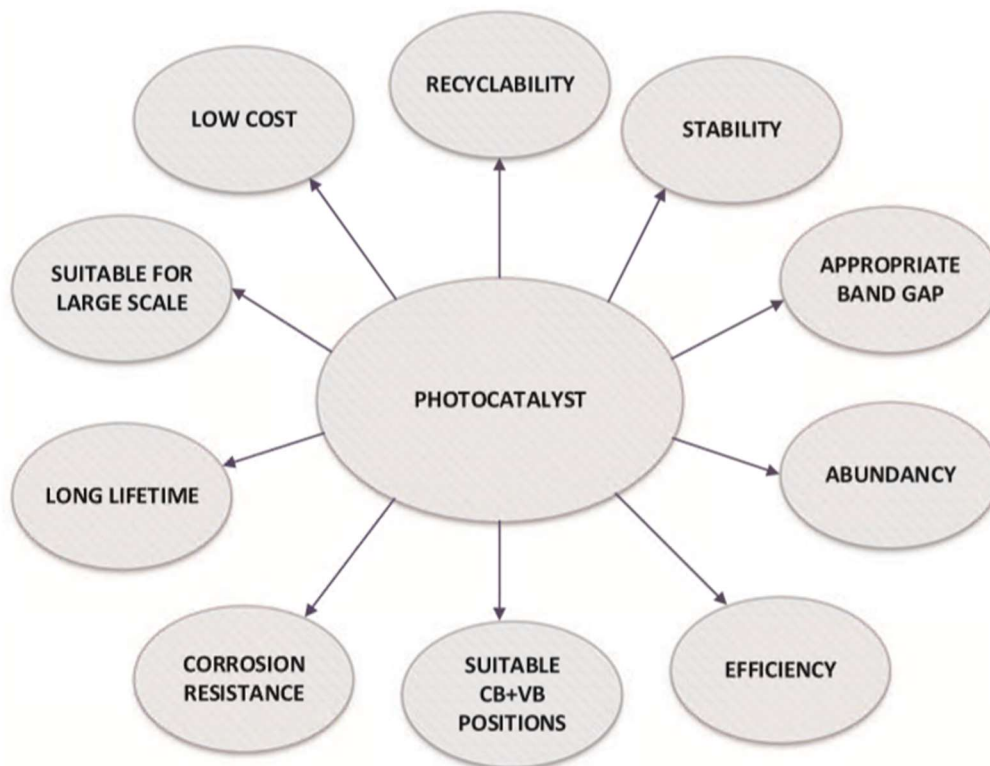 RECYCLABILITY
LOW COST
STABILITY
SUITABLE FOR
LARGE SCALE
APPROPRIATE
BAND GAP
PHOTOCATALYST
LONG LIFETIME
ABUNDANCY
CORROSION
RESISTANCE
SUITABLE
CB+VB
POSITIONS
EFFICIENCY